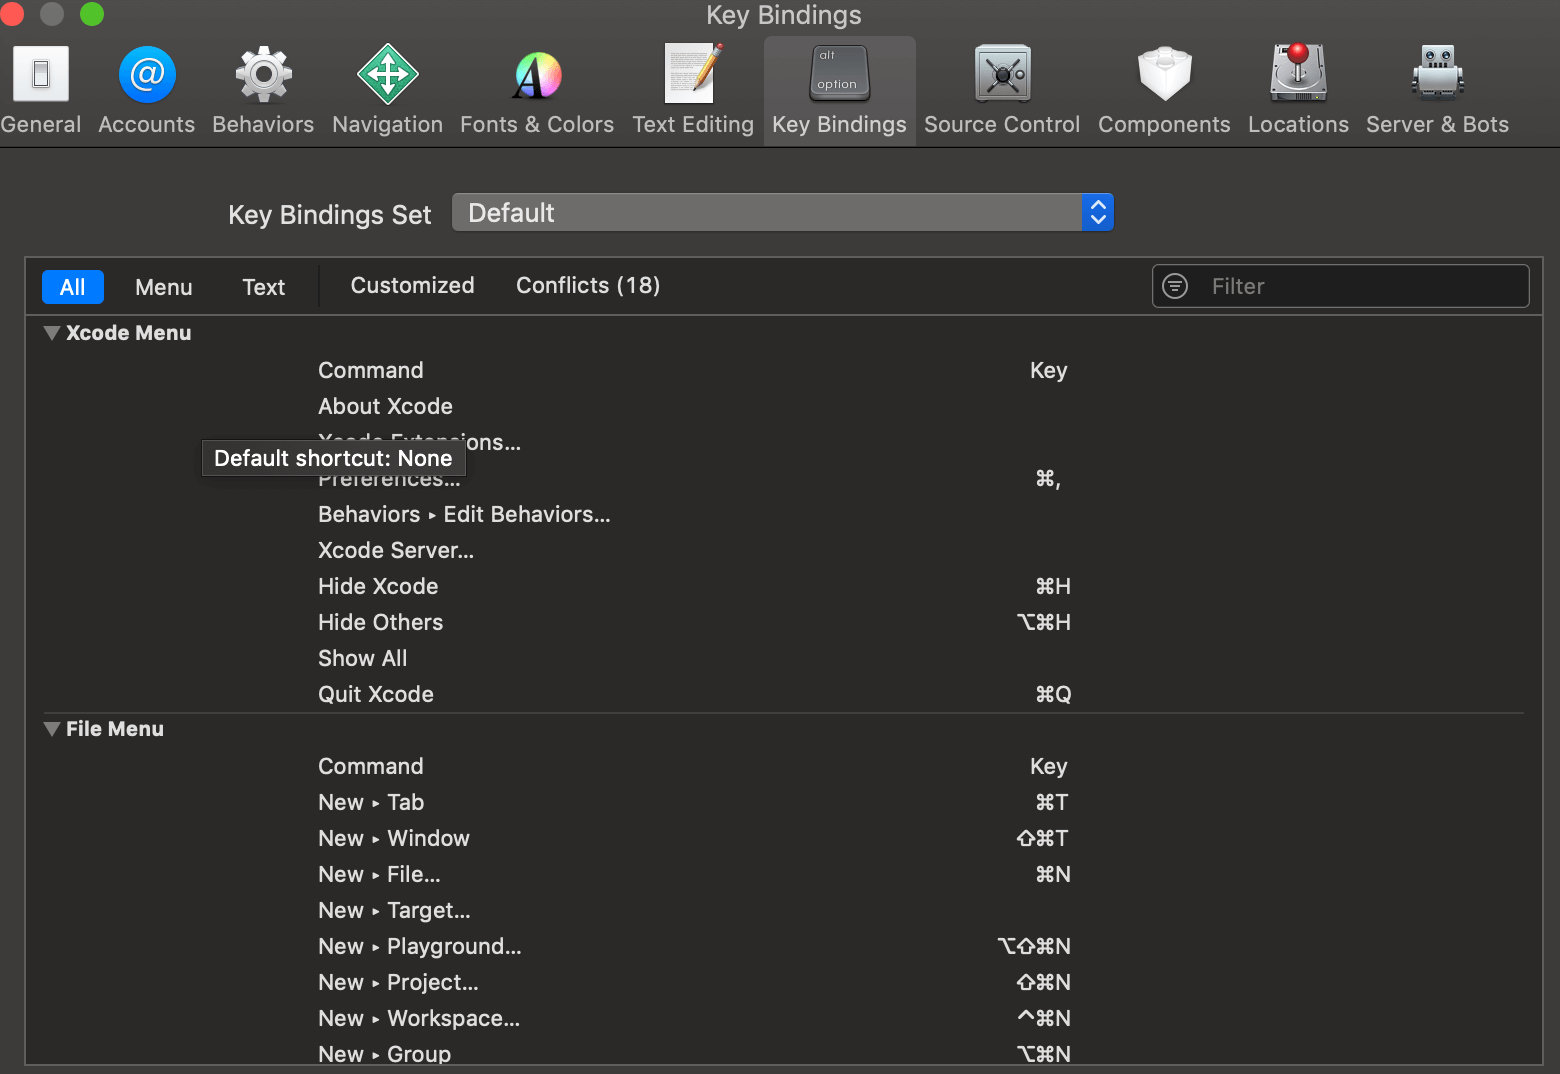 Key Bindings
alt
option
General Accounts Behaviors Navigation Fonts & Colors Text Editing Key Bindings Source Control Components Locations Server & Bots
Key Bindings Set Default
All Menu Text Customized Conflicts (18) Filter
Xcode Menu
Command Key
About Xcode
Xcode Extensions...
Default shortcut: None
Preferences... ⌘,
Behaviors ▸ Edit Behaviors...
Xcode Server...
Hide Xcode ⌘H
Hide Others ⌥⌘H
Show All
Quit Xcode ⌘Q
File Menu
Command Key
New ▸ Tab ⌘T
New ▸ Window ⇧⌘T
New ▸ File... ⌘N
New ▸ Target...
New ▸ Playground... ⌥⇧⌘N
New ▸ Project... ⇧⌘N
New ▸ Workspace... ^⌘N
New ▸ Group ⌥⌘N